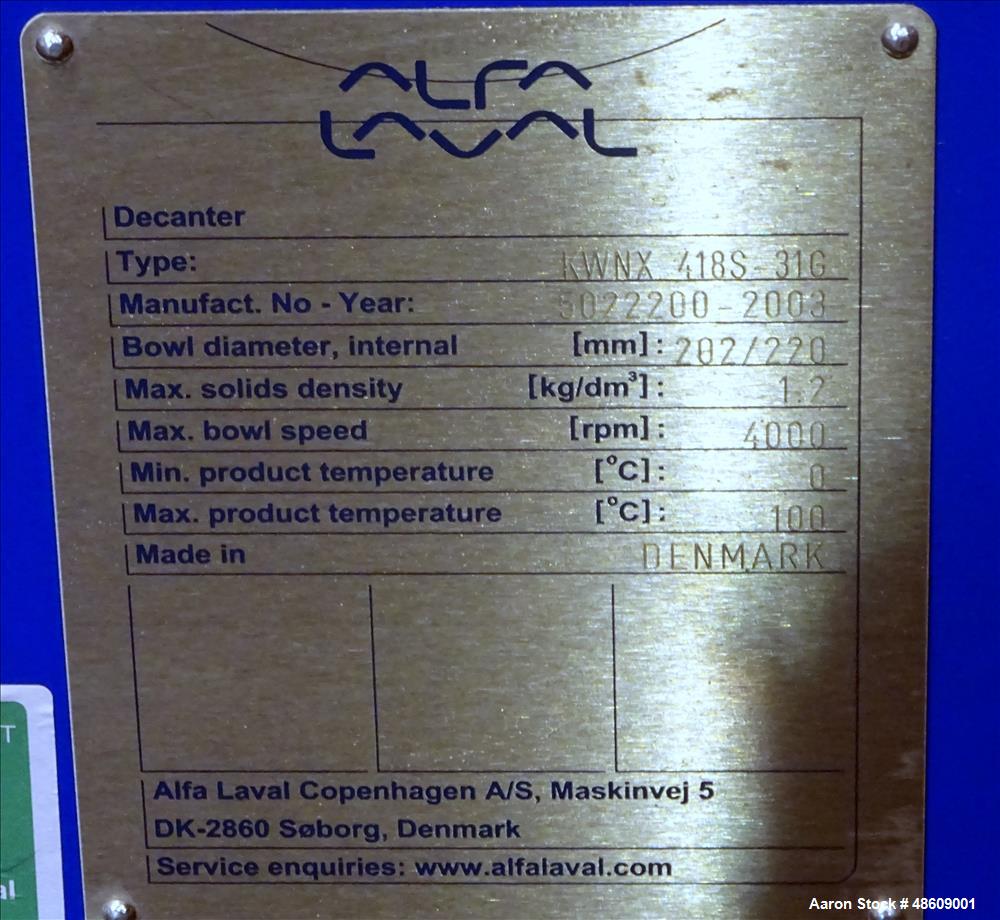 ALFA
LAVAL
Decanter
Type: KWNX 418S-31G
Manufact. No - Year: 5022200-2003
Bowl diameter, internal [mm]: 202/220
Max. solids density [kg/dm³]: 1.2
Max. bowl speed [rpm]: 4000
Min. product temperature [°C]: 0
Max. product temperature [°C]: 100
Made in DENMARK
Alfa Laval Copenhagen A/S, Maskinvej 5
DK-2860 Søborg, Denmark
Service enquiries: www.alfalaval.com
T
al
Aaron Stock # 48609001